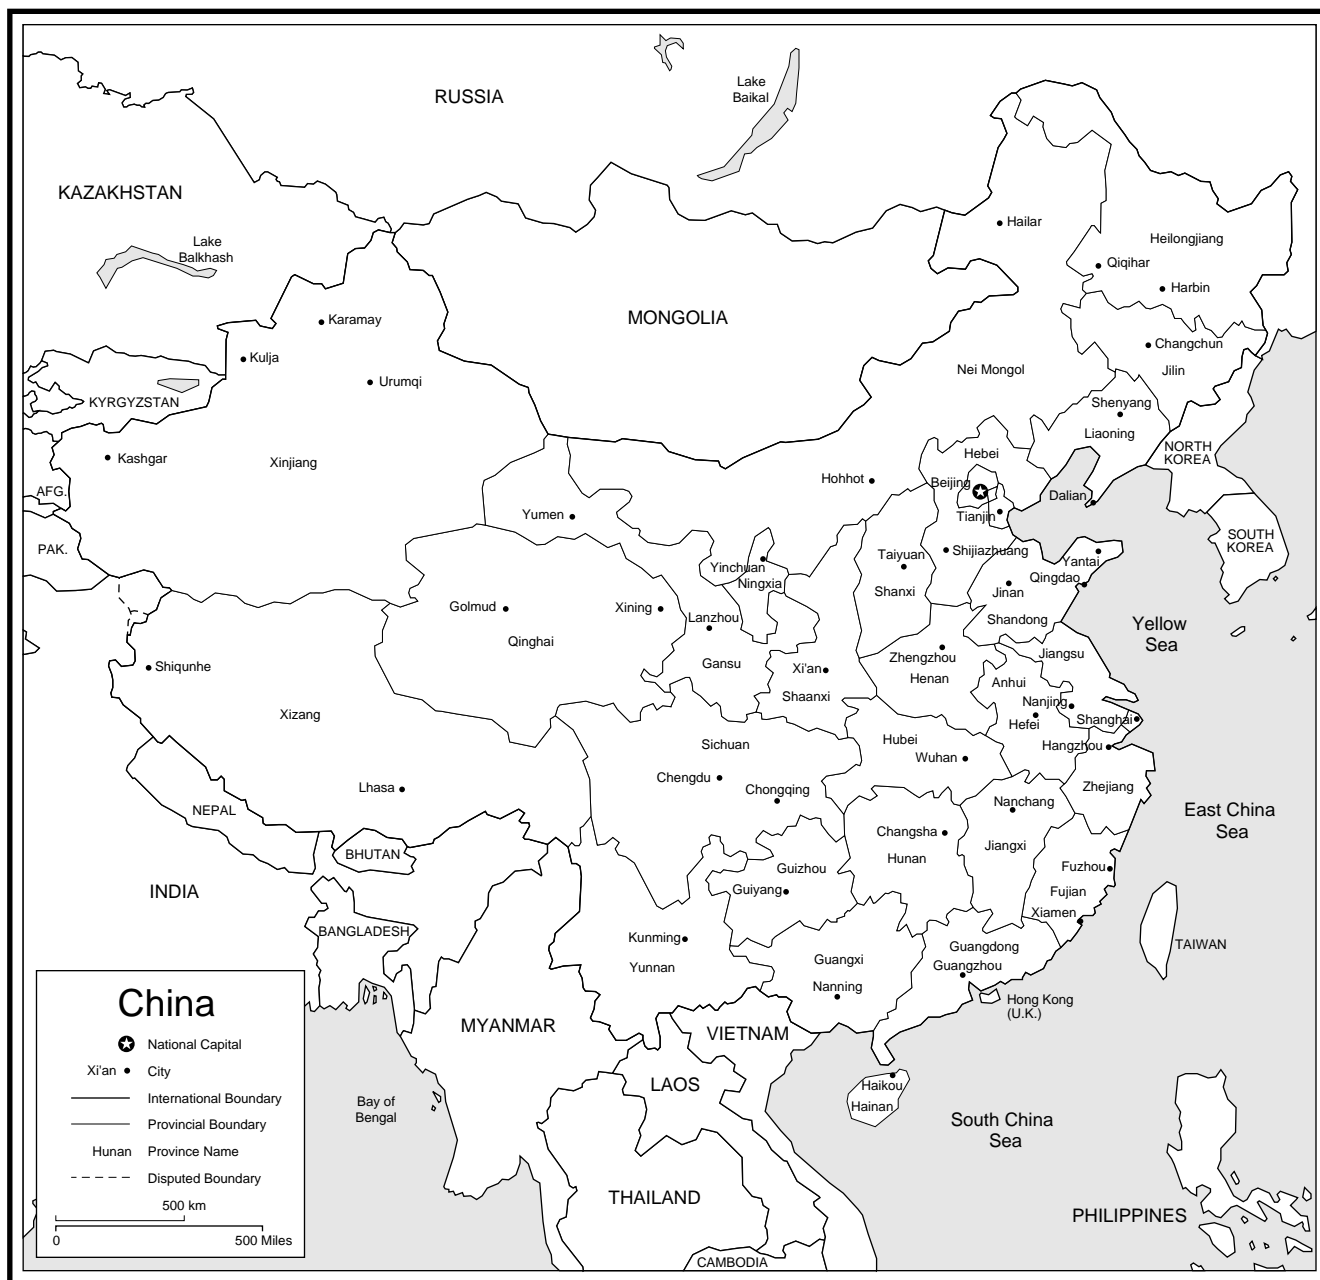 RUSSIA
Lake
Baikal
KAZAKHSTAN
Lake
Balkhash
Hailar
Heilongjiang
Qiqihar
Harbin
MONGOLIA
Karamay
Kulja
Urumqi
Changchun
Jilin
Nei Mongol
KYRGYZSTAN
Shenyang
Liaoning
NORTH
KOREA
Kashgar
Xinjiang
Hebei
Hohhot
Beijing
AFG.
Dalian
Yumen
Tianjin
SOUTH
KOREA
PAK.
Taiyuan
Shijiazhuang
Yantai
Yinchuan
Ningxia
Qingdao
Shanxi
Jinan
Golmud
Xining
Lanzhou
Shandong
Yellow
Sea
Qinghai
Zhengzhou
Jiangsu
Shiqunhe
Gansu
Xi'an
Henan
Anhui
Shaanxi
Nanjing
Xizang
Hefei
Shanghai
Sichuan
Hubei
Hangzhou
Wuhan
Chengdu
Lhasa
Chongqing
Zhejiang
Nanchang
NEPAL
East China
Sea
Changsha
BHUTAN
Hunan
Jiangxi
Guizhou
Fuzhou
INDIA
Guiyang
Fujian
Xiamen
BANGLADESH
Kunming
Guangdong
TAIWAN
Yunnan
Guangxi
Guangzhou
Nanning
Hong Kong
(U.K.)
MYANMAR
VIETNAM
LAOS
Haikou
Hainan
Bay of
Bengal
South China
Sea
THAILAND
PHILIPPINES
CAMBODIA
China
National Capital
Xi'an City
International Boundary
Provincial Boundary
Hunan Province Name
Disputed Boundary
500 km
0 500 Miles